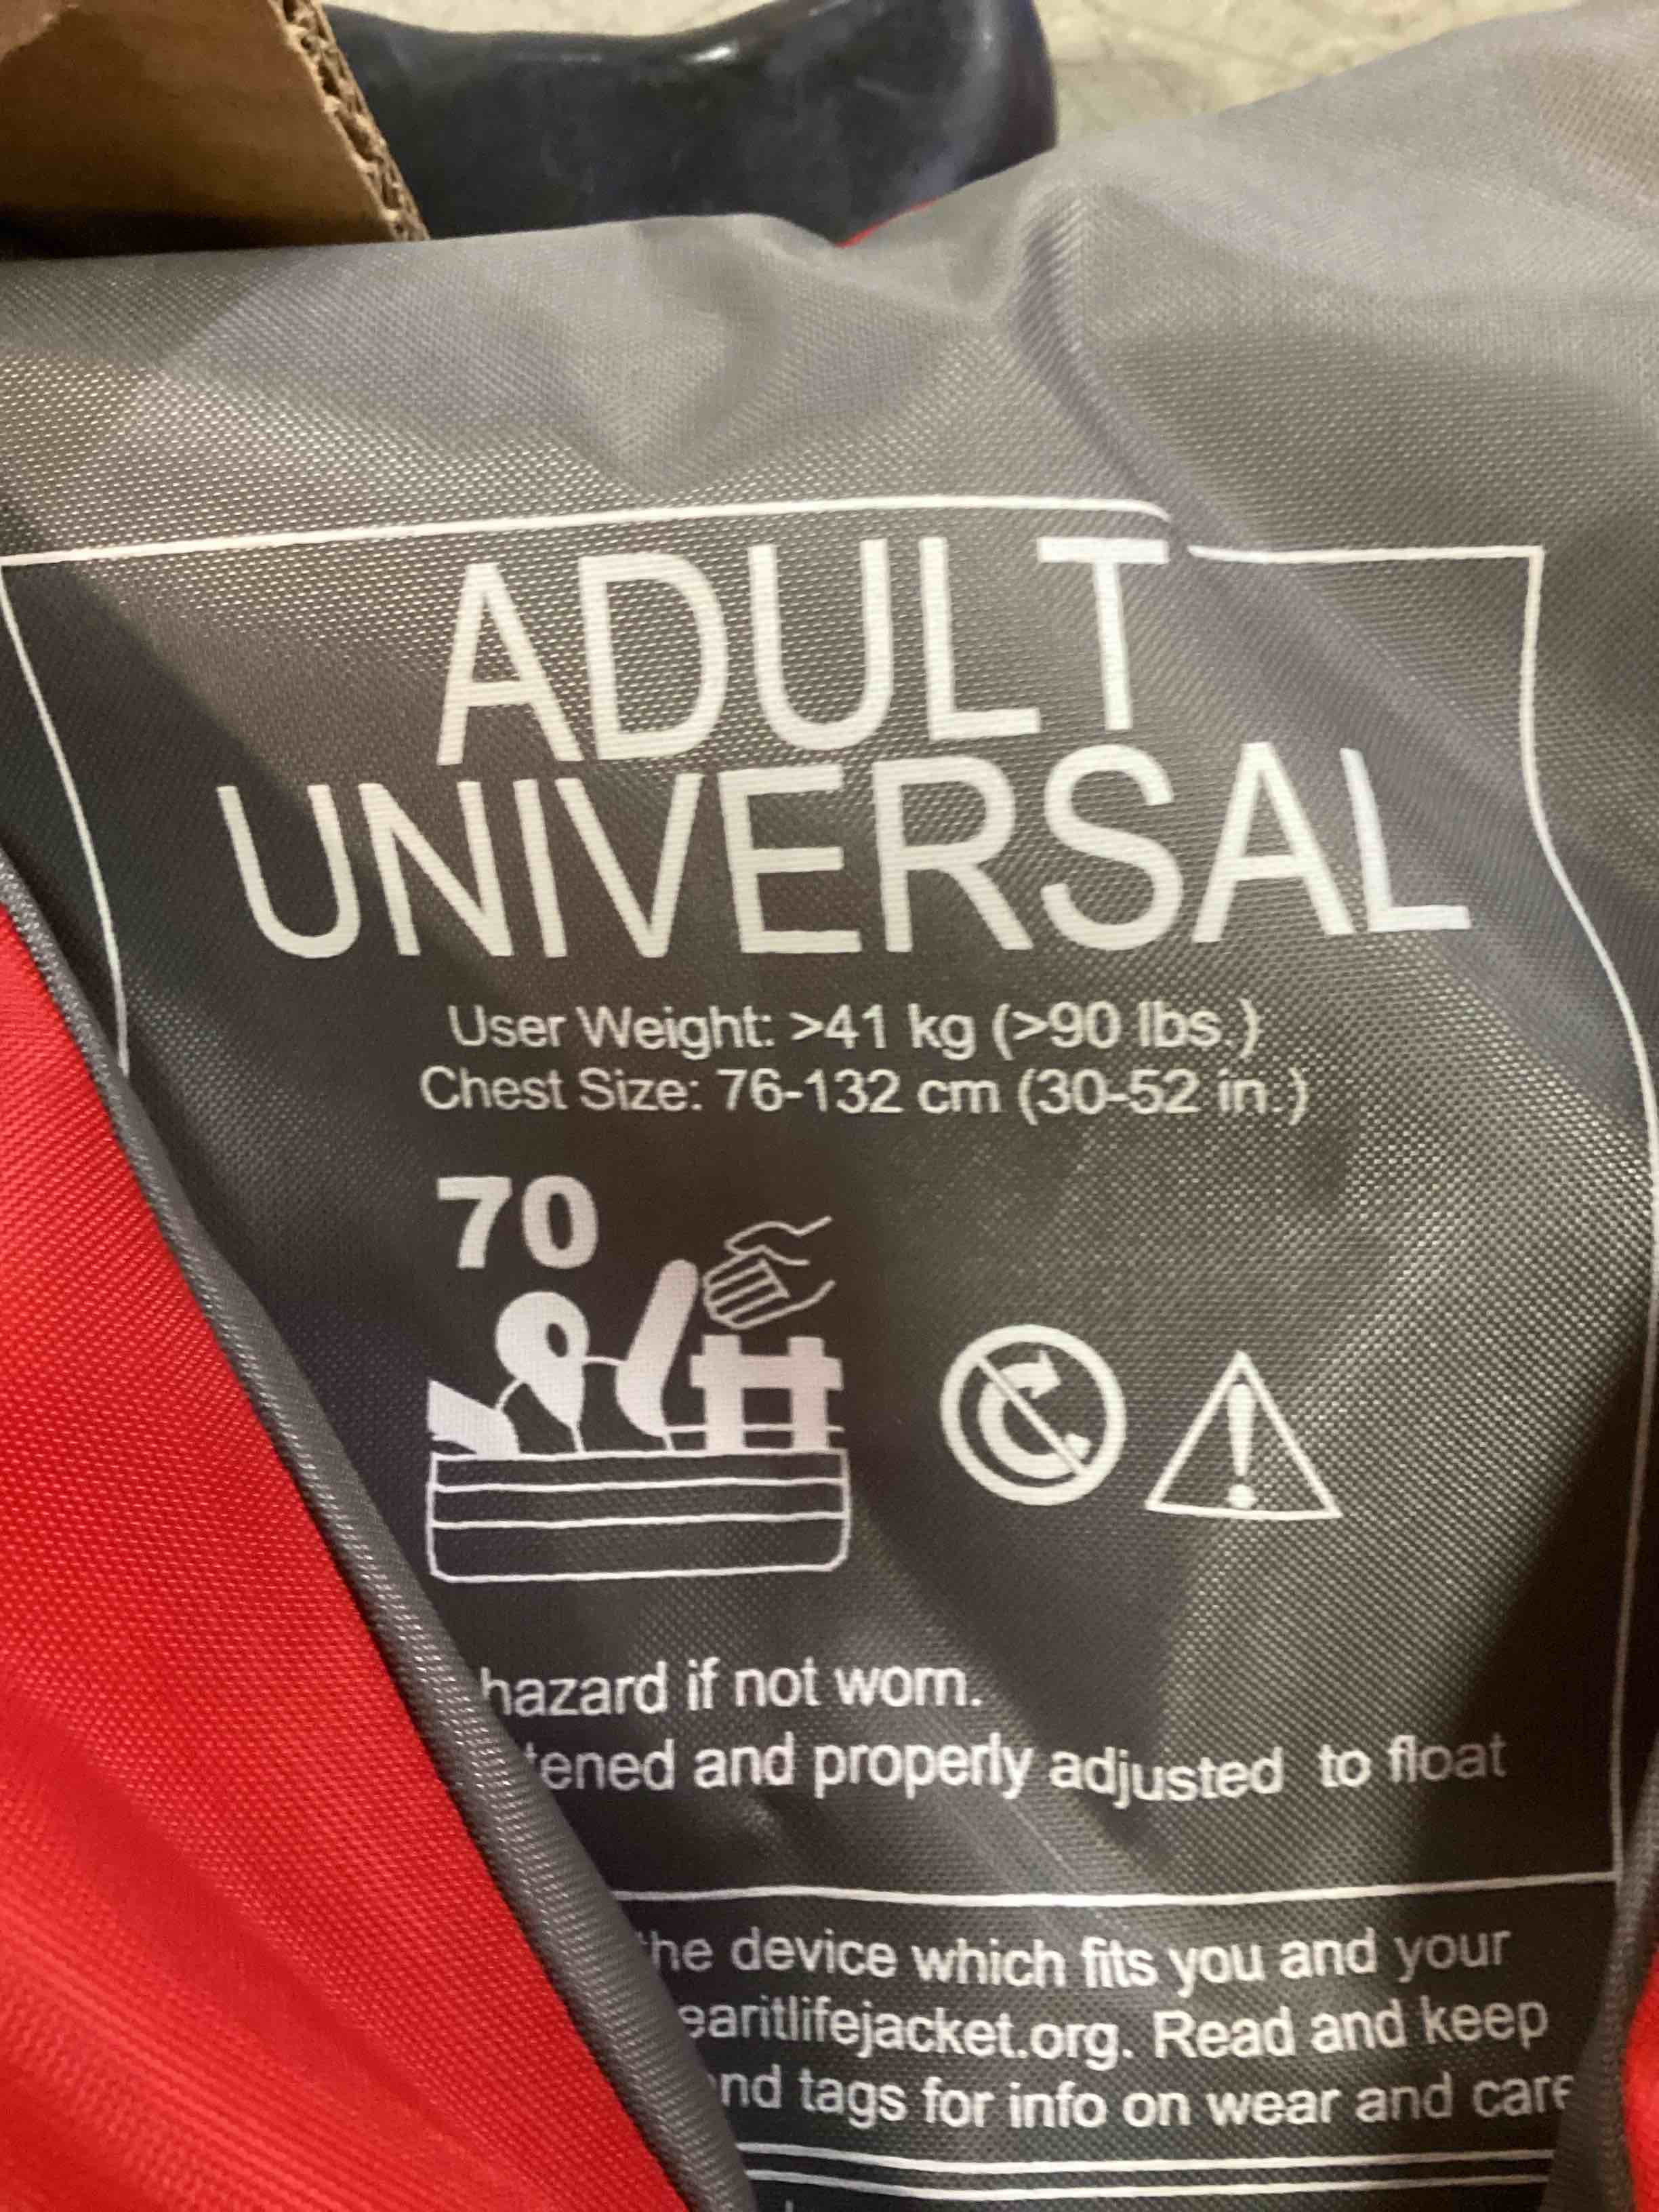 ADULT
UNIVERSAL
User Weight: >41 kg (>90 lbs.)
Chest Size: 76-132 cm (30-52 in.)
70
hazard if not worn.
tened and properly adjusted to float
he device which fits you and your
earitlifejacket.org. Read and keep
nd tags for info on wear and care